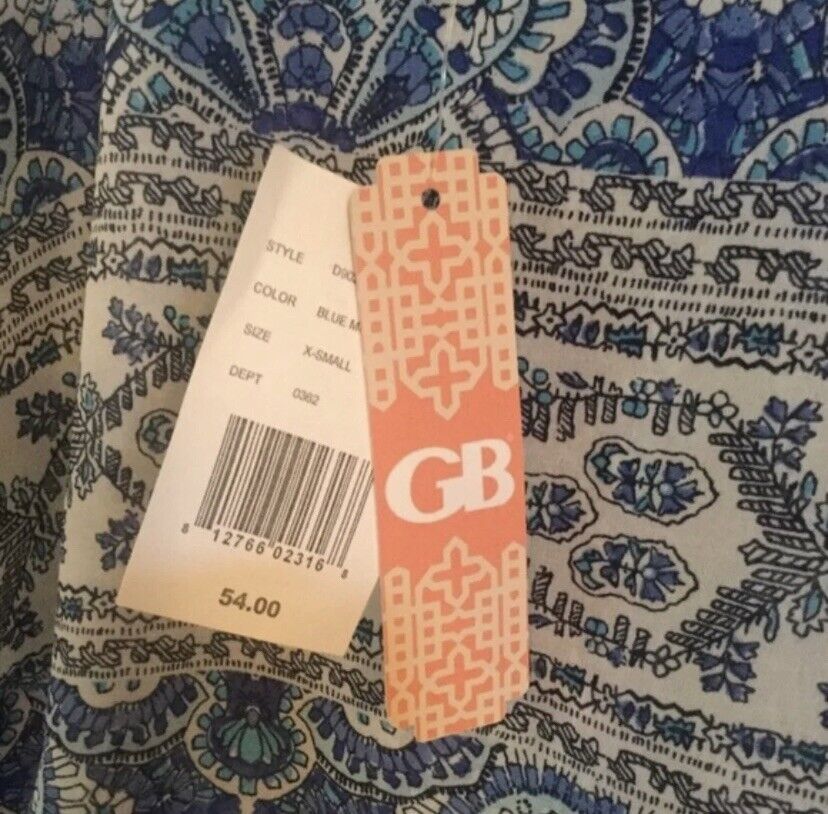 STYLE
COLOR BLUE
SIZE X-SMALL
DEPT 0362
8 12766 02316 8
54.00
GB